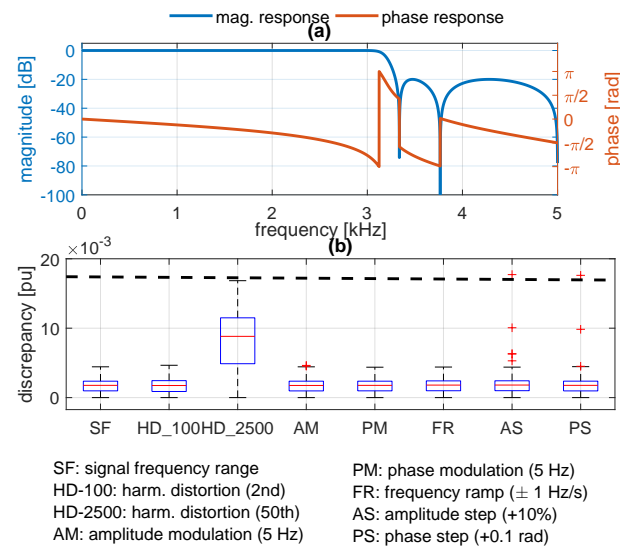 mag. response phase response
(a)
0
-20
-40
-60
-80
-100
magnitude [dB]
π
π/2
0
-π/2
-π
phase [rad]
0 1 2 3 4 5
frequency [kHz]
(b)
×10⁻³
20
10
0
discrepancy [pu]
SF HD_100 HD_2500 AM PM FR AS PS
SF: signal frequency range
HD-100: harm. distortion (2nd)
HD-2500: harm. distortion (50th)
AM: amplitude modulation (5 Hz)
PM: phase modulation (5 Hz)
FR: frequency ramp (± 1 Hz/s)
AS: amplitude step (+10%)
PS: phase step (+0.1 rad)